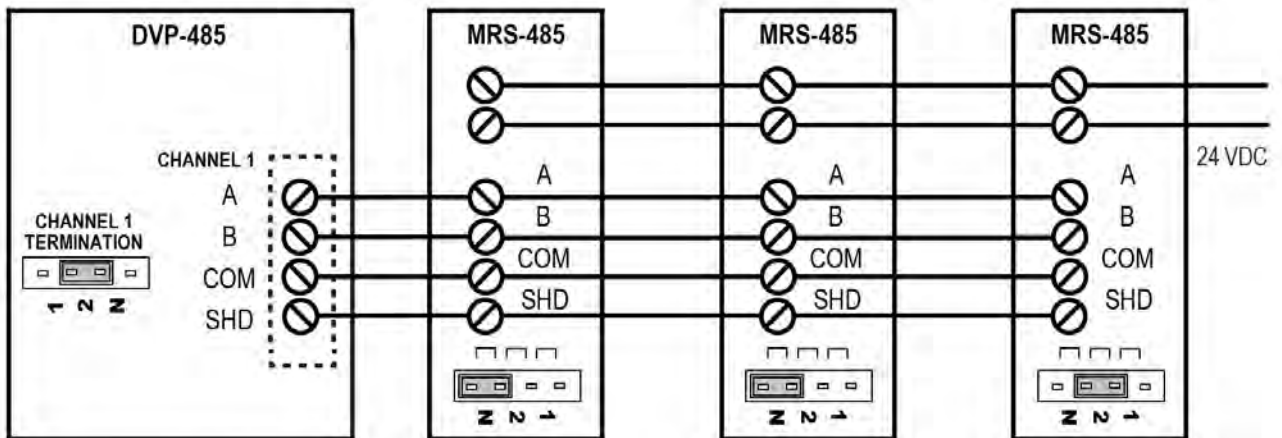 DVP-485
MRS-485
MRS-485
MRS-485
24 VDC
CHANNEL 1
A
B
COM
SHD
CHANNEL 1
TERMINATION
1 2 N
A
B
COM
SHD
N 2 1
A
B
COM
SHD
N 2 1
A
B
COM
SHD
N 2 1